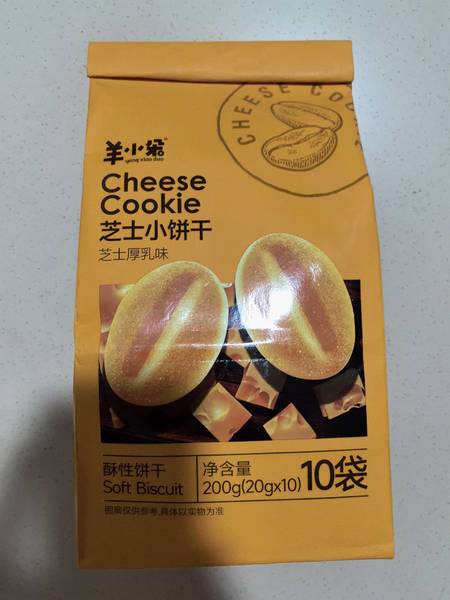 CHEESE COOKIE
羊小朵
yang xiao duo
Cheese
Cookie
芝士小饼干
芝士厚乳味
酥性饼干
Soft Biscuit
净含量
200g(20gx10)
10袋
图案仅供参考,具体以实物为准